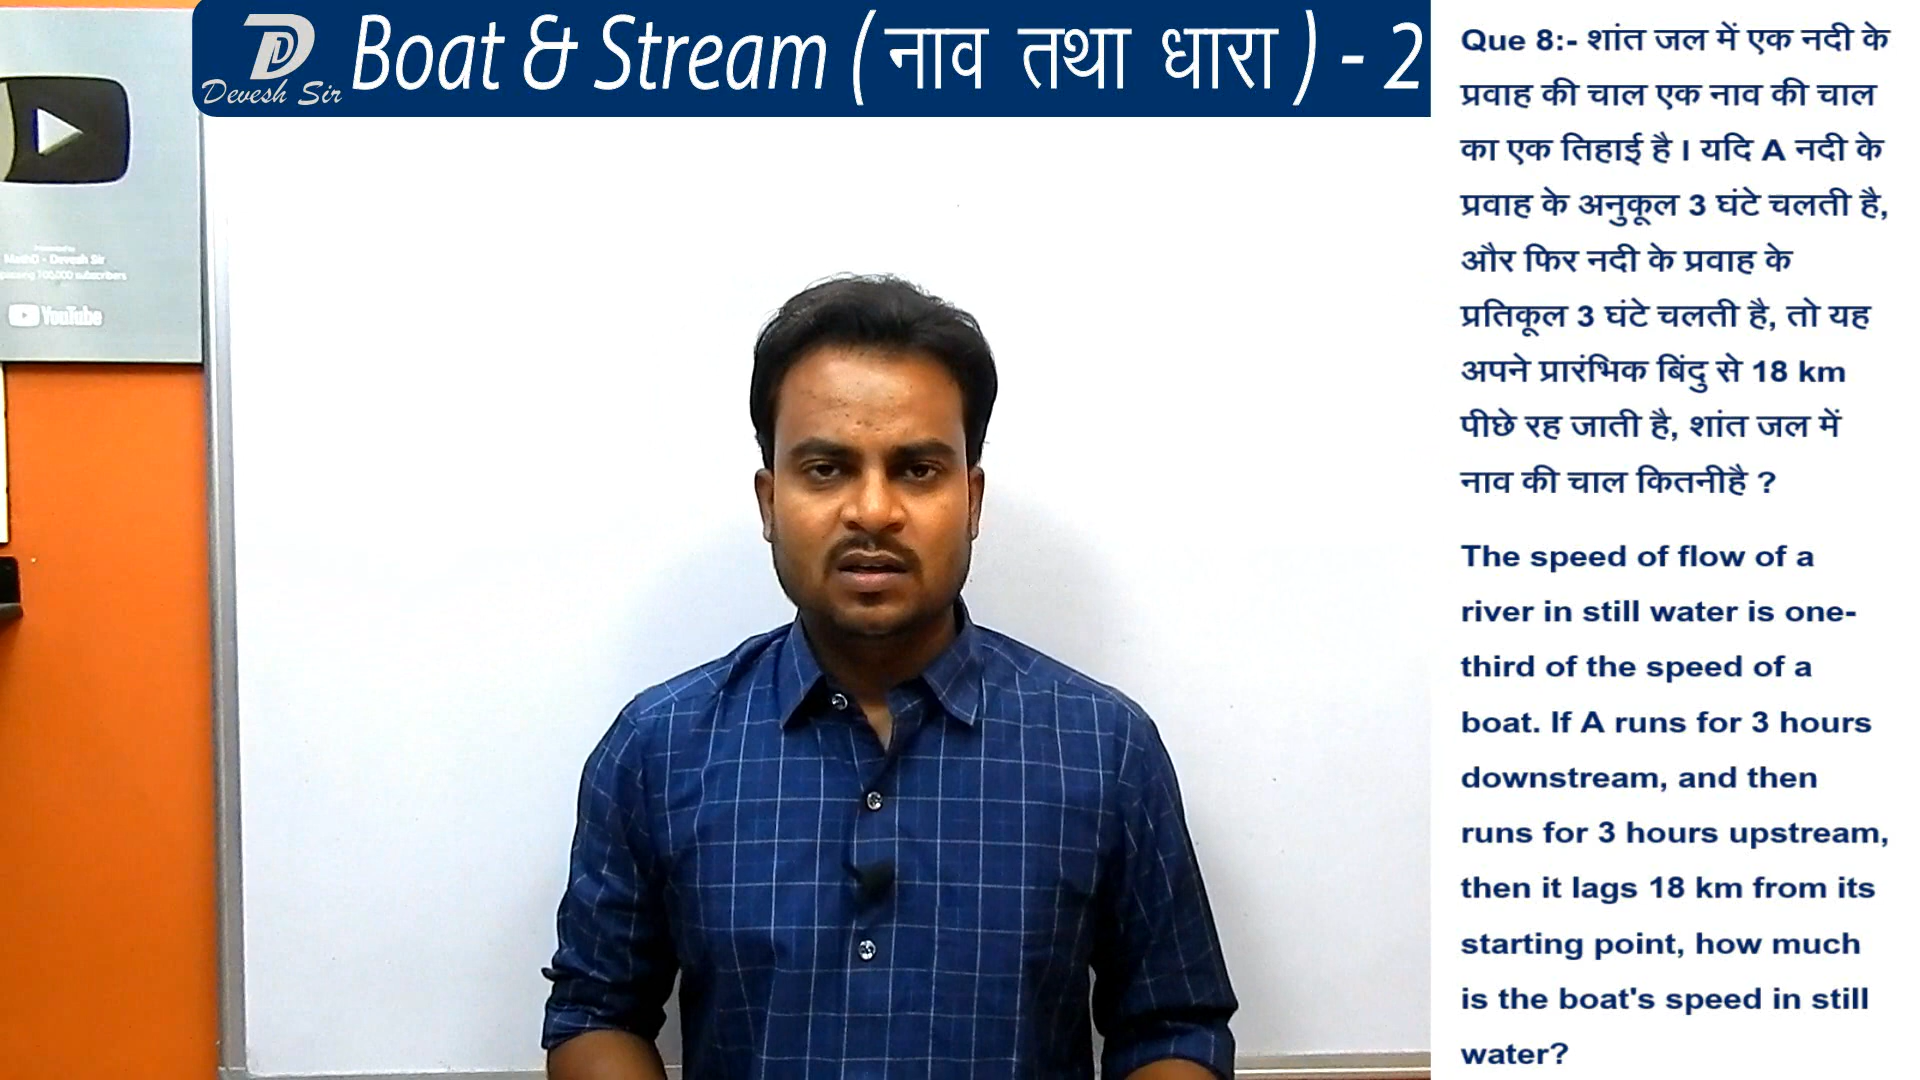 Boat & Stream ( नाव तथा धारा ) - 2
Devesh Sir
MathD - Devesh Sir
YouTube
Que 8:- शांत जल में एक नदी के
प्रवाह की चाल एक नाव की चाल
का एक तिहाई है । यदि A नदी के
प्रवाह के अनुकूल 3 घंटे चलती है,
और फिर नदी के प्रवाह के
प्रतिकूल 3 घंटे चलती है, तो यह
अपने प्रारंभिक बिंदु से 18 km
पीछे रह जाती है, शांत जल में
नाव की चाल कितनीहै ?
The speed of flow of a
river in still water is one-
third of the speed of a
boat. If A runs for 3 hours
downstream, and then
runs for 3 hours upstream,
then it lags 18 km from its
starting point, how much
is the boat's speed in still
water?